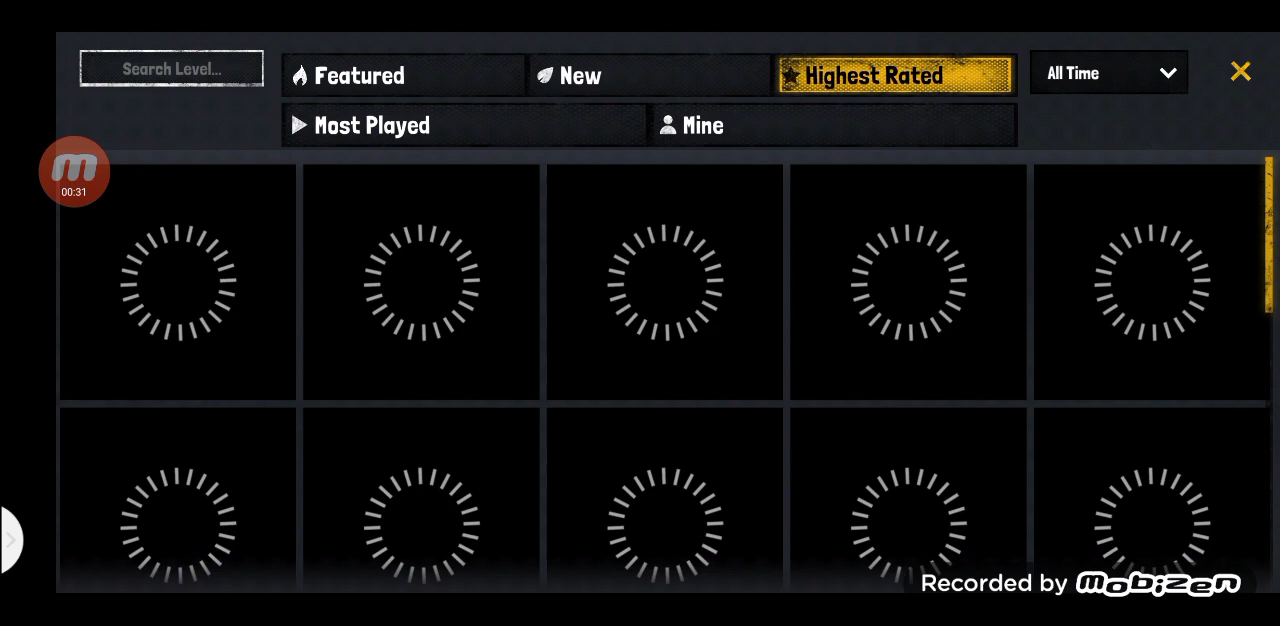 Search Level...
Featured
New
Highest Rated
All Time
Most Played
Mine
m
00:31
Recorded by mobizen